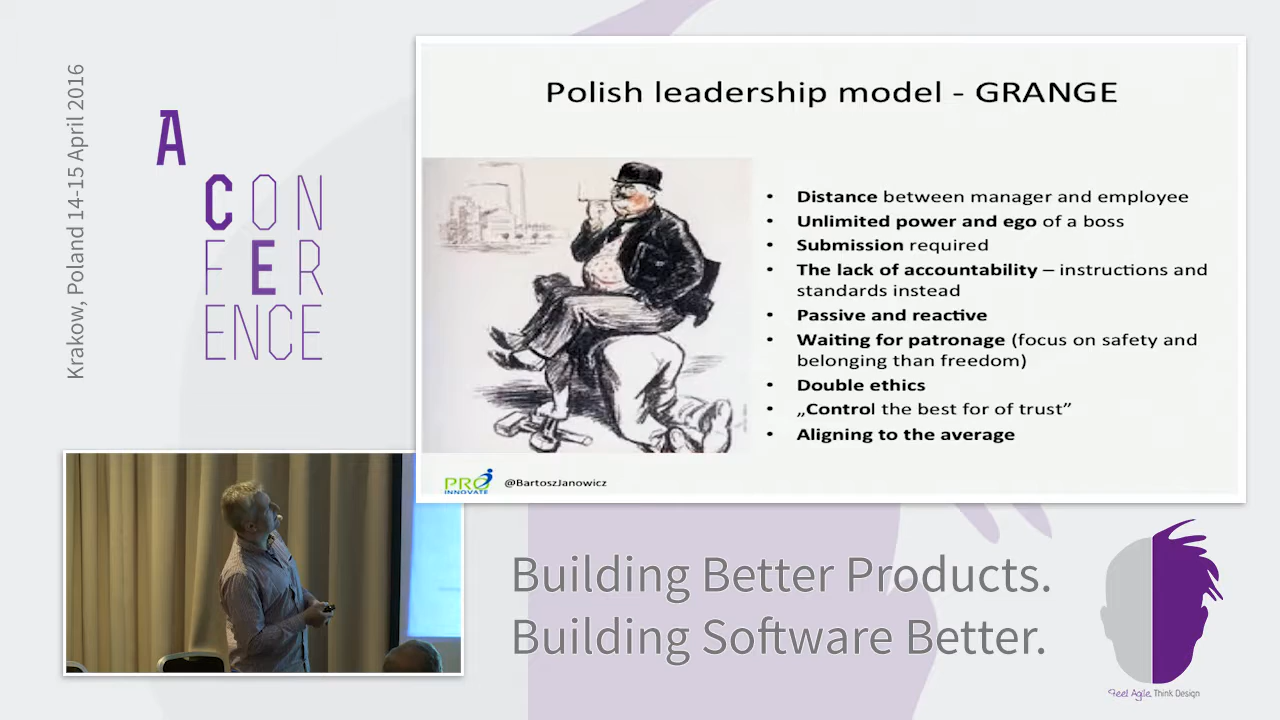 Krakow, Poland 14-15 April 2016
A
CON
FER
ENCE
Polish leadership model - GRANGE
• Distance between manager and employee
• Unlimited power and ego of a boss
• Submission required
• The lack of accountability – instructions and
standards instead
• Passive and reactive
• Waiting for patronage (focus on safety and
belonging than freedom)
• Double ethics
• „Control the best for of trust”
• Aligning to the average
PRO
INNOVATE
@BartoszJanowicz
Building Better Products.
Building Software Better.
Feel Agile, Think Design